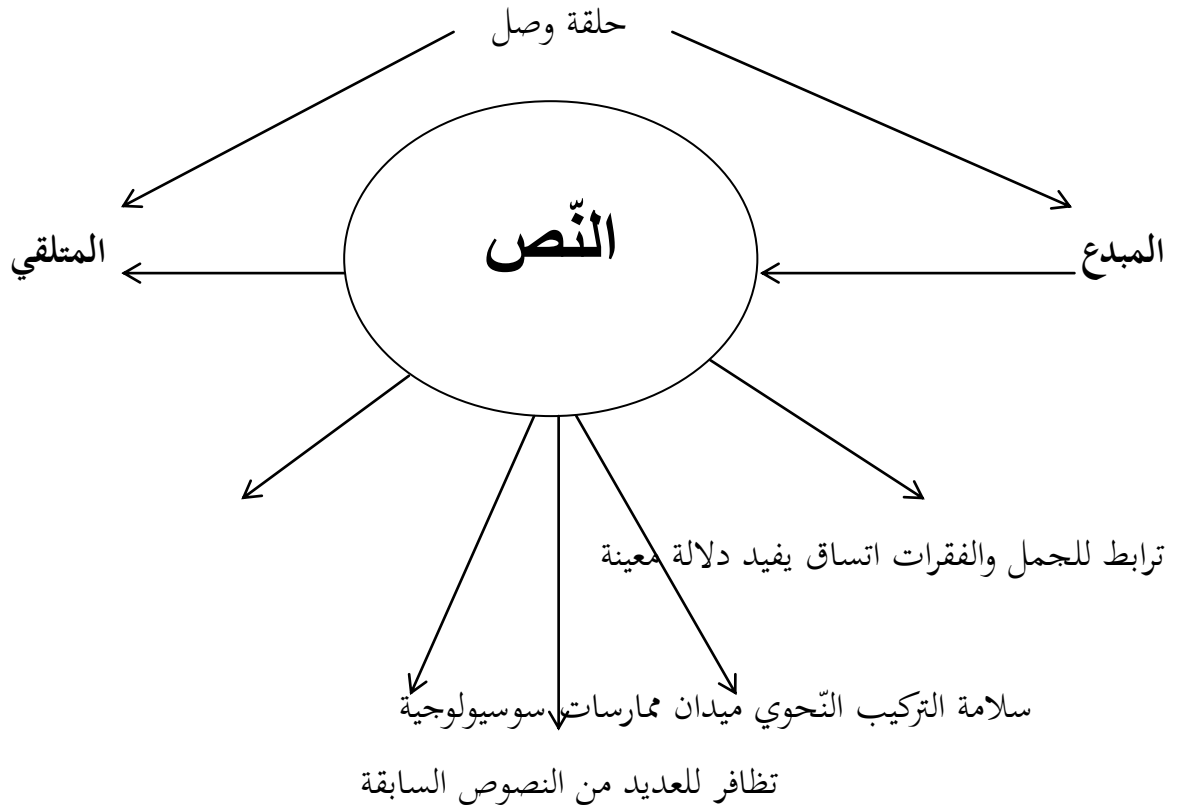 حلقة وصل
النّص
المبدع
المتلقي
ترابط للجمل والفقرات اتساق يفيد دلالة معينة
سلامة التركيب النّحوي ميدان ممارسات سوسيولوجية
تظافر للعديد من النصوص السابقة